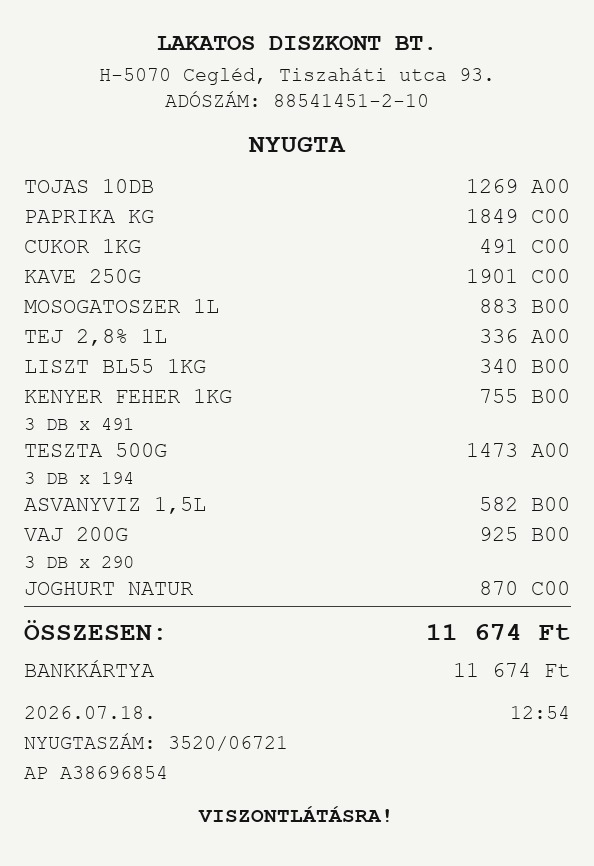 LAKATOS DISZKONT BT.
H-5070 Cegléd, Tiszaháti utca 93.
ADÓSZÁM: 88541451-2-10
NYUGTA
TOJAS 10DB 1269 A00
PAPRIKA KG 1849 C00
CUKOR 1KG 491 C00
KAVE 250G 1901 C00
MOSOGATOSZER 1L 883 B00
TEJ 2,8% 1L 336 A00
LISZT BL55 1KG 340 B00
KENYER FEHER 1KG 755 B00
3 DB x 491
TESZTA 500G 1473 A00
3 DB x 194
ASVANYVIZ 1,5L 582 B00
VAJ 200G 925 B00
3 DB x 290
JOGHURT NATUR 870 C00
ÖSSZESEN: 11 674 Ft
BANKKÁRTYA 11 674 Ft
2026.07.18. 12:54
NYUGTASZÁM: 3520/06721
AP A38696854
VISZONTLÁTÁSRA!